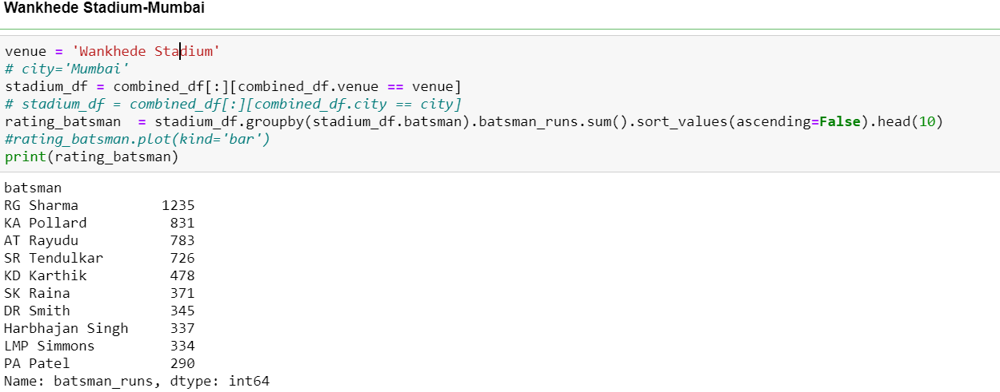 Wankhede Stadium-Mumbai
venue = 'Wankhede Stadium'
# city='Mumbai'
stadium_df = combined_df[:][combined_df.venue == venue]
# stadium_df = combined_df[:][combined_df.city == city]
rating_batsman  = stadium_df.groupby(stadium_df.batsman).batsman_runs.sum().sort_values(ascending=False).head(10)
#rating_batsman.plot(kind='bar')
print(rating_batsman)
batsman
RG Sharma          1235
KA Pollard          831
AT Rayudu           783
SR Tendulkar        726
KD Karthik          478
SK Raina            371
DR Smith            345
Harbhajan Singh     337
LMP Simmons         334
PA Patel            290
Name: batsman_runs, dtype: int64